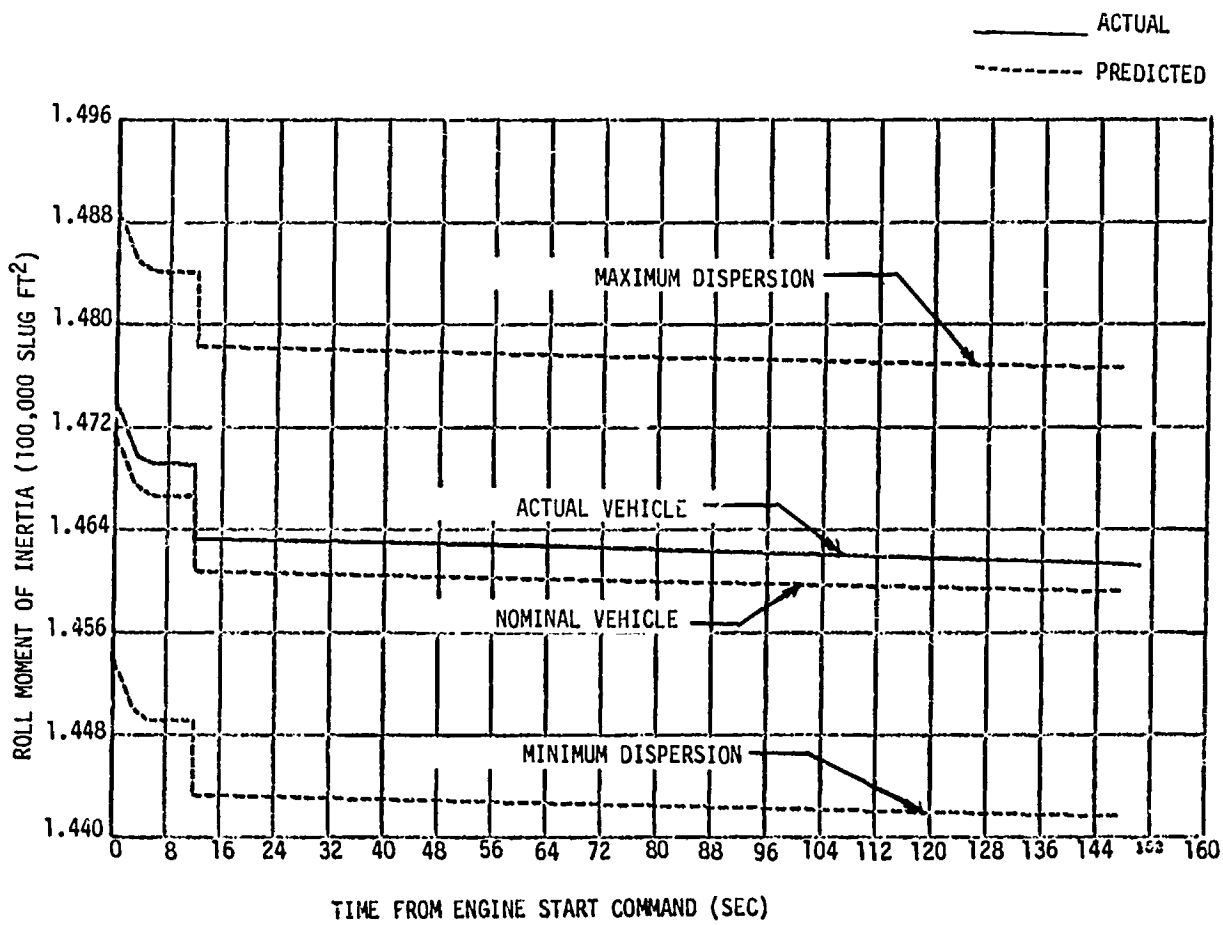 ACTUAL
PREDICTED
1.496
1.488
1.480
1.472
1.464
1.456
1.448
1.440
ROLL MOMENT OF INERTIA (100,000 SLUG FT²)
MAXIMUM DISPERSION
ACTUAL VEHICLE
NOMINAL VEHICLE
MINIMUM DISPERSION
0 8 16 24 32 40 48 56 64 72 80 88 96 104 112 120 128 136 144 160
TIME FROM ENGINE START COMMAND (SEC)